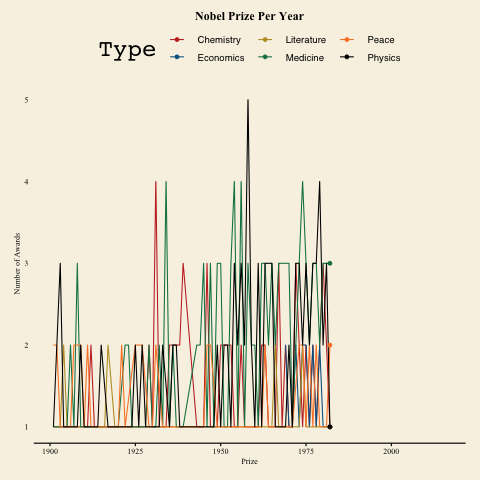 Nobel Prize Per Year
Type
Chemistry Literature Peace
Economics Medicine Physics
5
4
3
2
1
Number of Awards
1900 1925 1950 1975 2000
Prize